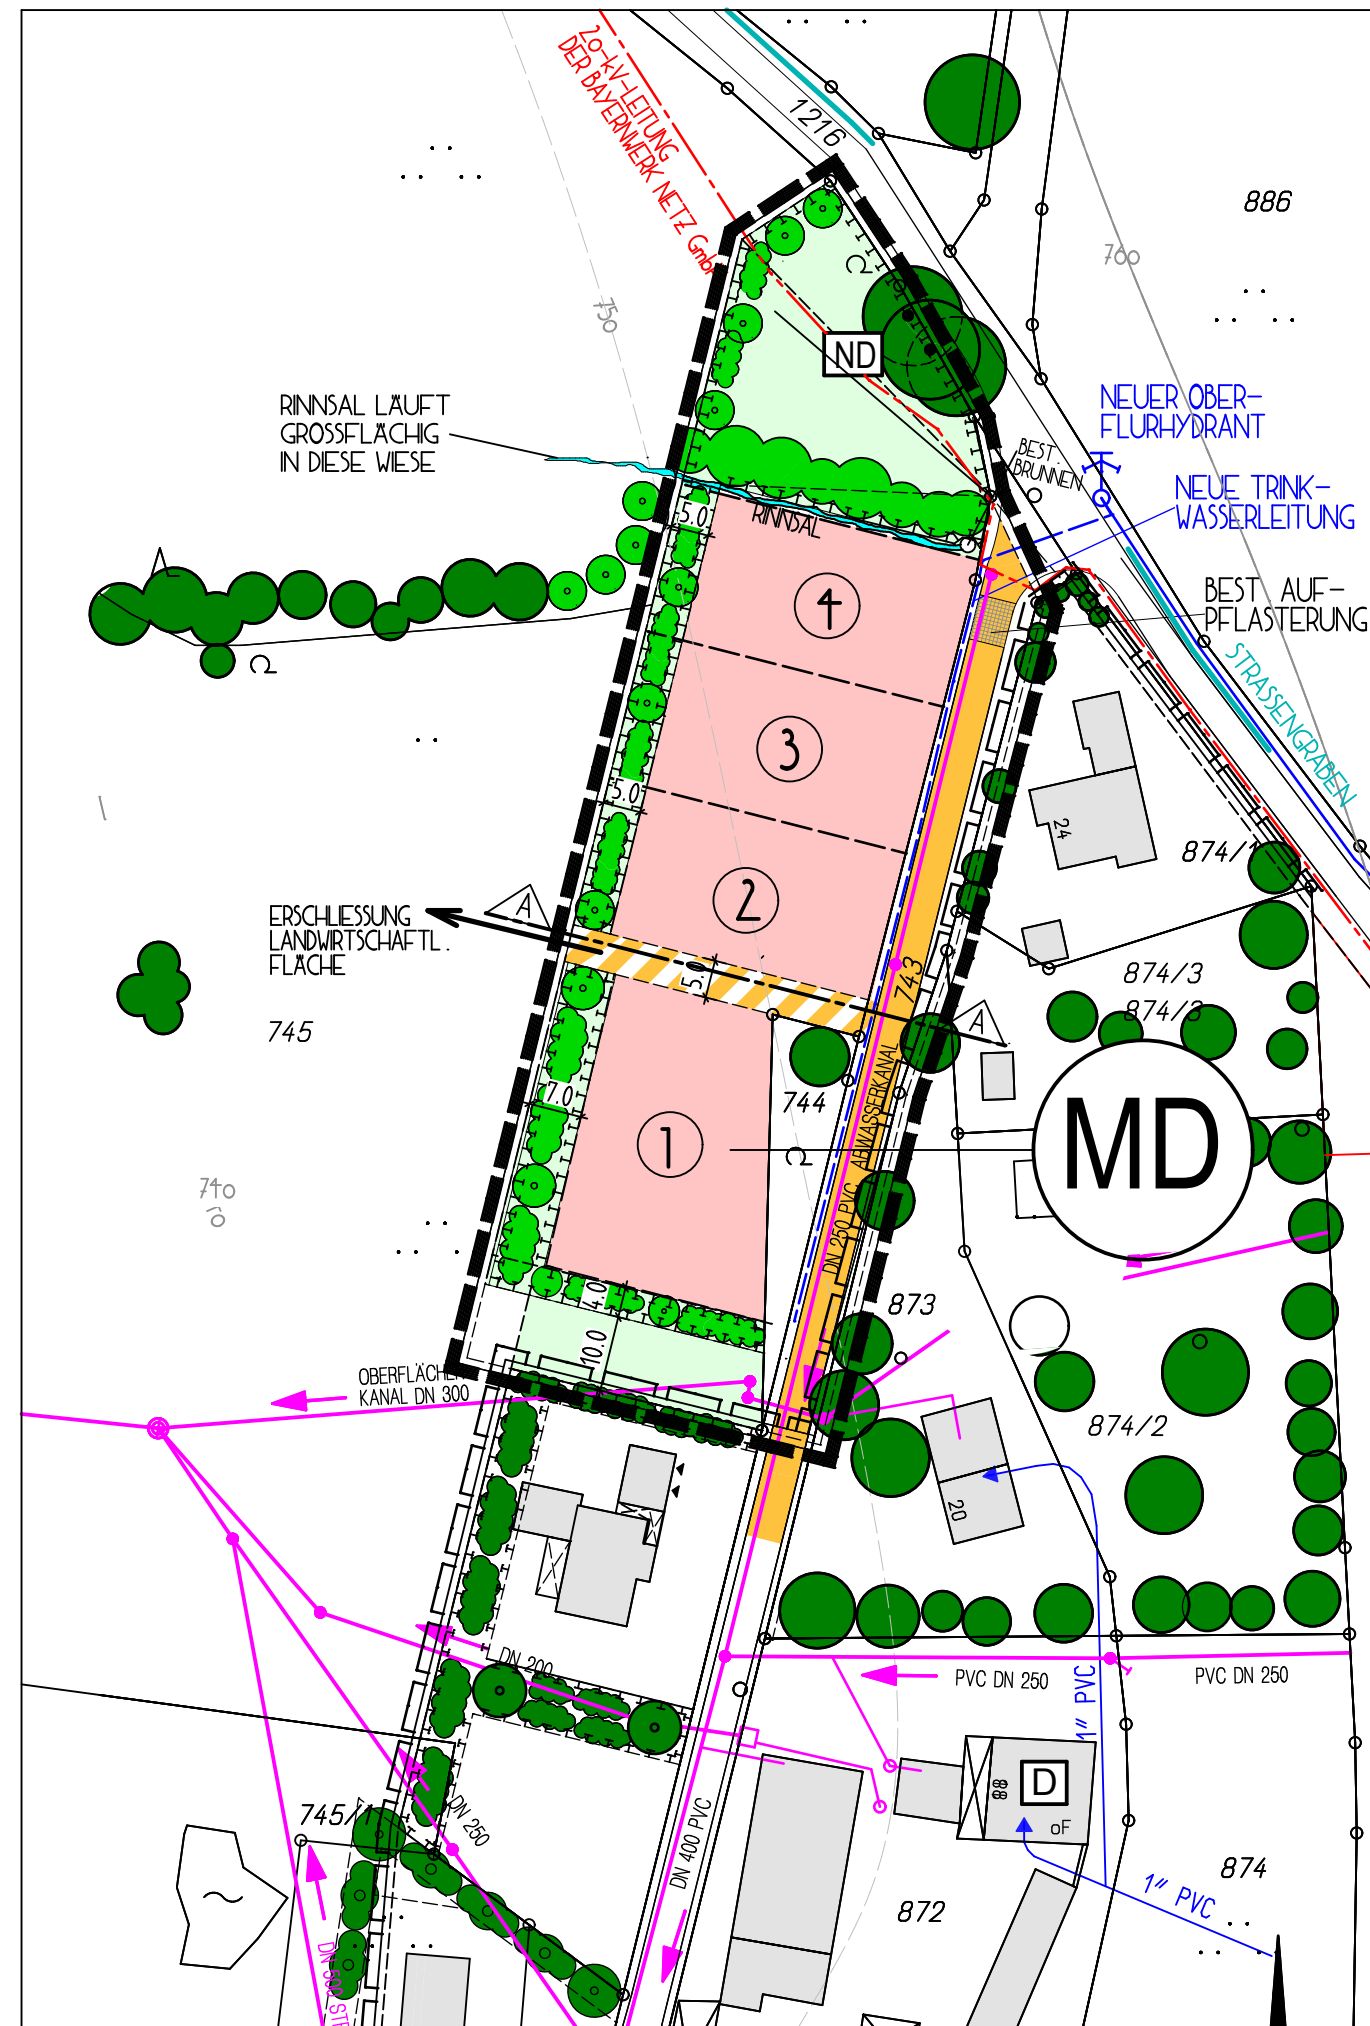 20-KV-LEITUNG
DER BAYERNWERK NETZ GmbH
1216
886
760
750
ND
RINNSAL LÄUFT
GROSSFLÄCHIG
IN DIESE WIESE
NEUER OBER-
FLURHYDRANT
BEST.
BRUNNEN
NEUE TRINK-
WASSERLEITUNG
5.0
RINNSAL
BEST AUF-
PFLASTERUNG
4
STRASSENGRABEN
3
5.0
24
874/1
2
ERSCHLIESSUNG
LANDWIRTSCHAFTL.
FLÄCHE
A
5.0
743
874/3
874/3
A
745
7.0
744
1
MD
DN 250 PVC ABWASSERKANAL
740
4.0
873
10.0
OBERFLÄCHEN
KANAL DN 300
874/2
20
DN 200
PVC DN 250
PVC DN 250
1" PVC
D
88
oF
745/1
DN 250
DN 400 PVC
874
1" PVC
872
DN 500 STB